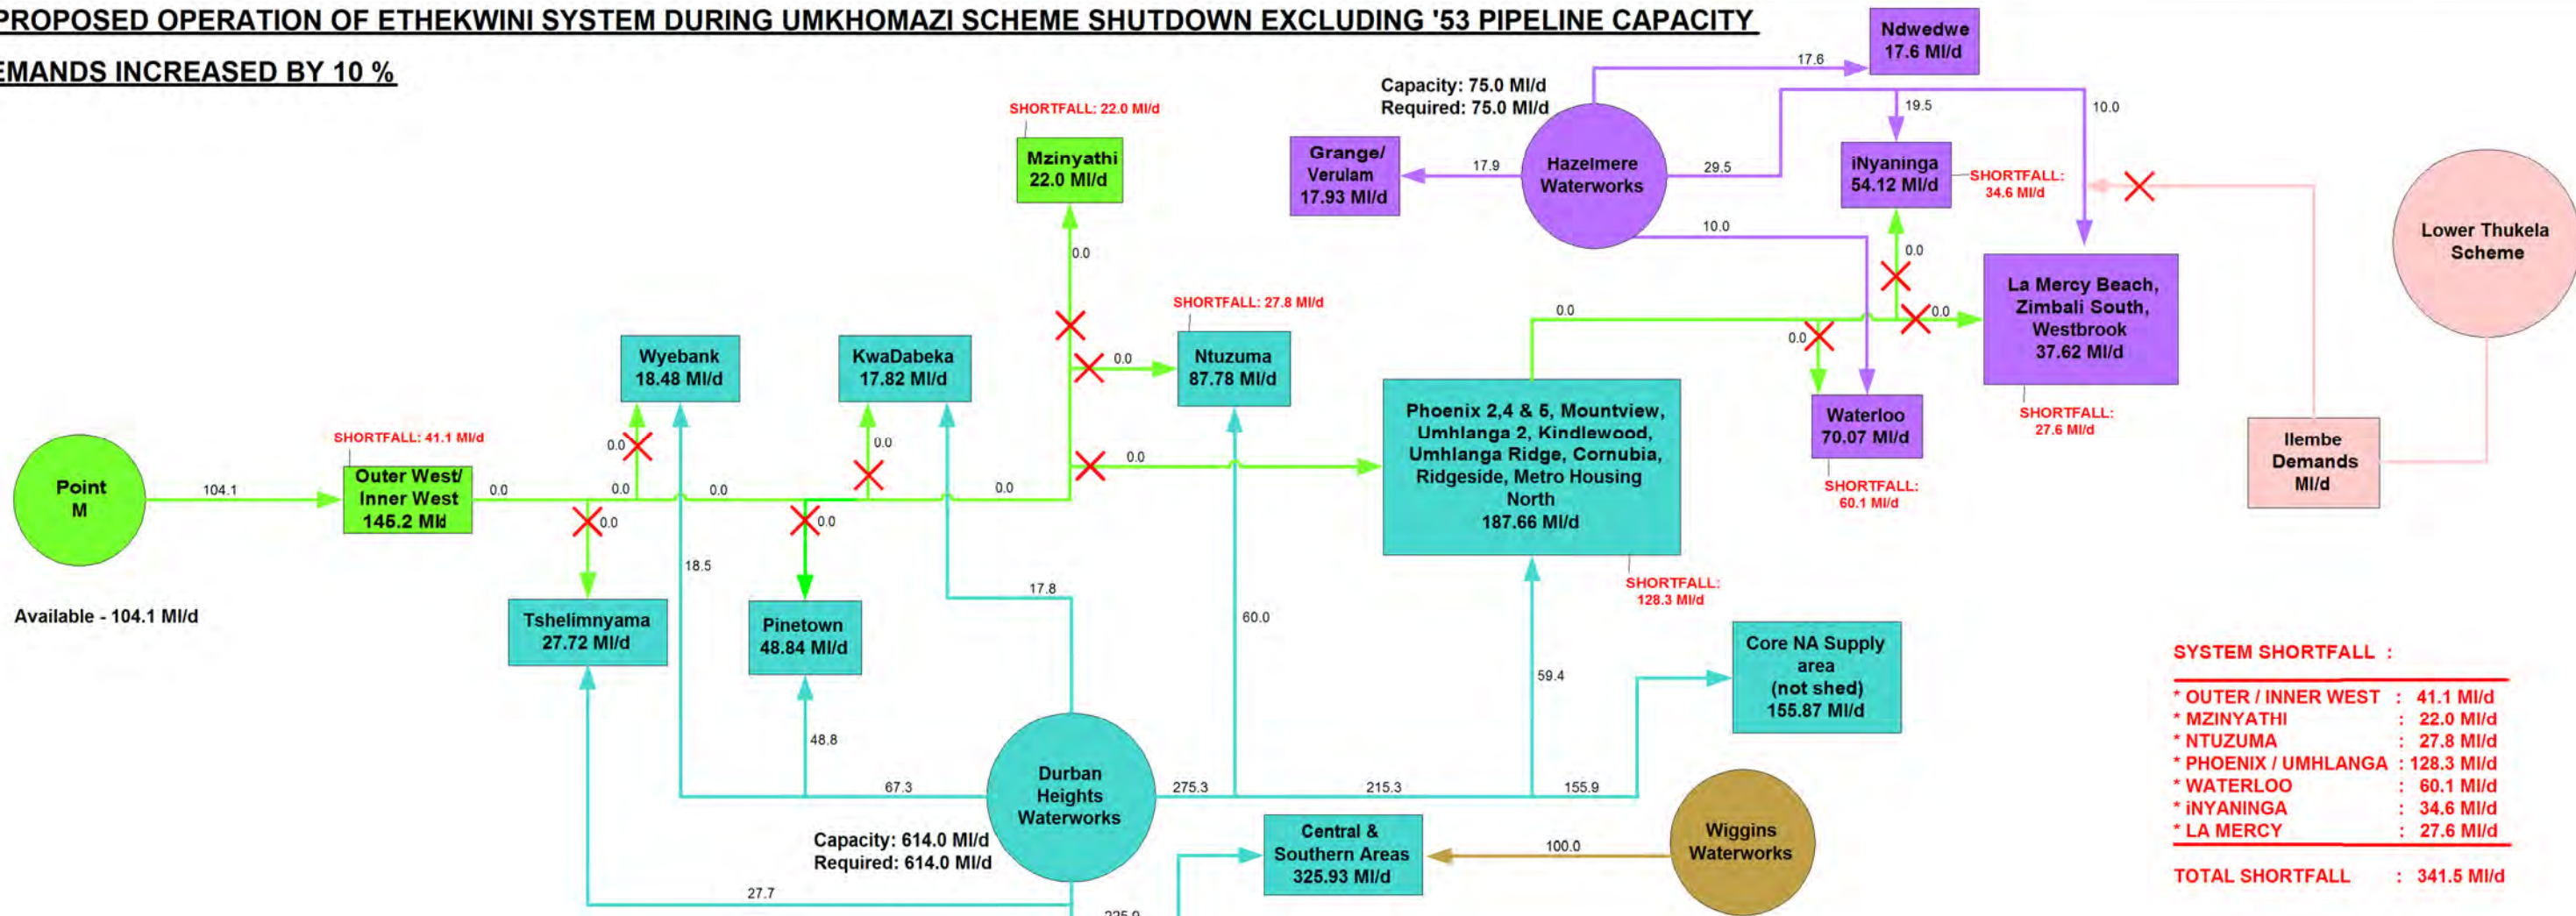 PROPOSED OPERATION OF ETHEKWINI SYSTEM DURING UMKHOMAZI SCHEME SHUTDOWN EXCLUDING '53 PIPELINE CAPACITY
EMANDS INCREASED BY 10 %
Ndwedwe
17.6 Ml/d
17.6
Capacity: 75.0 Ml/d
Required: 75.0 Ml/d
SHORTFALL: 22.0 Ml/d
Mzinyathi
22.0 Ml/d
Grange/
Verulam
17.93 Ml/d
17.9
Hazelmere
Waterworks
29.5
19.5
10.0
iNyaninga
54.12 Ml/d
SHORTFALL:
34.6 Ml/d
10.0
Lower Thukela
Scheme
0.0
0.0
La Mercy Beach,
Zimbali South,
Westbrook
37.62 Ml/d
SHORTFALL: 27.8 Ml/d
0.0
0.0
0.0
Wyebank
18.48 Ml/d
KwaDabeka
17.82 Ml/d
0.0
Ntuzuma
87.78 Ml/d
Phoenix 2,4 & 5, Mountview,
Umhlanga 2, Kindlewood,
Umhlanga Ridge, Cornubia,
Ridgeside, Metro Housing
North
187.66 Ml/d
Waterloo
70.07 Ml/d
SHORTFALL:
27.6 Ml/d
SHORTFALL:
60.1 Ml/d
Ilembe
Demands
Ml/d
SHORTFALL: 41.1 Ml/d
0.0
0.0
0.0
Point
M
104.1
Outer West/
Inner West
145.2 Mld
0.0
0.0
0.0
0.0
0.0
0.0
18.5
17.8
SHORTFALL:
128.3 Ml/d
Available - 104.1 Ml/d
Tshelimnyama
27.72 Ml/d
Pinetown
48.84 Ml/d
60.0
59.4
Core NA Supply
area
(not shed)
155.87 Ml/d
48.8
67.3
Durban
Heights
Waterworks
275.3
215.3
155.9
Capacity: 614.0 Ml/d
Required: 614.0 Ml/d
Central &
Southern Areas
325.93 Ml/d
100.0
Wiggins
Waterworks
27.7
225.9
SYSTEM SHORTFALL :
* OUTER / INNER WEST : 41.1 Ml/d
* MZINYATHI : 22.0 Ml/d
* NTUZUMA : 27.8 Ml/d
* PHOENIX / UMHLANGA : 128.3 Ml/d
* WATERLOO : 60.1 Ml/d
* iNYANINGA : 34.6 Ml/d
* LA MERCY : 27.6 Ml/d
TOTAL SHORTFALL : 341.5 Ml/d